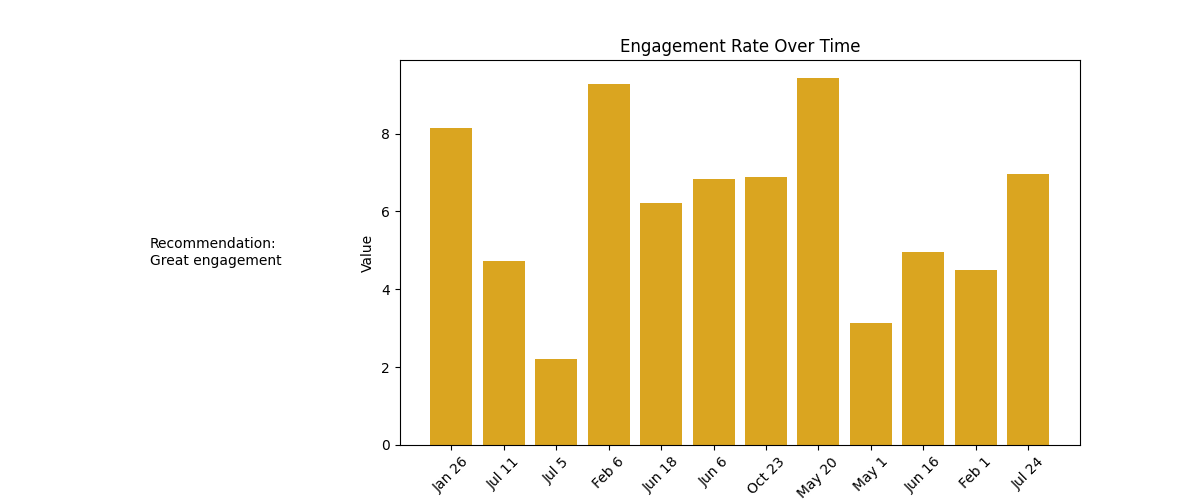 Engagement Rate Over Time
Recommendation:
Great engagement
Value
8
6
4
2
0
Jan 26
Jul 11
Jul 5
Feb 6
Jun 18
Jun 6
Oct 23
May 20
May 1
Jun 16
Feb 1
Jul 24